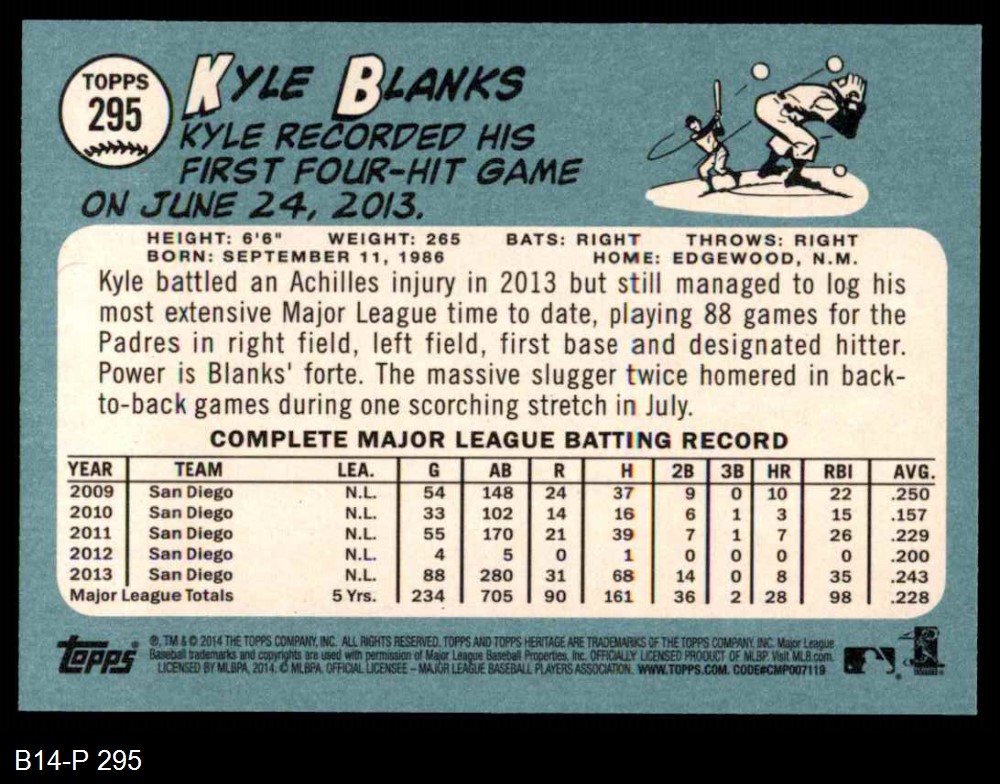 TOPPS
295
KYLE BLANKS
KYLE RECORDED HIS
FIRST FOUR-HIT GAME
ON JUNE 24, 2013.
HEIGHT: 6'6" WEIGHT: 265 BATS: RIGHT THROWS: RIGHT
BORN: SEPTEMBER 11, 1986 HOME: EDGEWOOD, N.M.
Kyle battled an Achilles injury in 2013 but still managed to log his
most extensive Major League time to date, playing 88 games for the
Padres in right field, left field, first base and designated hitter.
Power is Blanks' forte. The massive slugger twice homered in back-
to-back games during one scorching stretch in July.
COMPLETE MAJOR LEAGUE BATTING RECORD
YEAR TEAM LEA. G AB R H 2B 3B HR RBI AVG.
2009 San Diego N.L. 54 148 24 37 9 0 10 22 .250
2010 San Diego N.L. 33 102 14 16 6 1 3 15 .157
2011 San Diego N.L. 55 170 21 39 7 1 7 26 .229
2012 San Diego N.L. 4 5 0 1 0 0 0 0 .200
2013 San Diego N.L. 88 280 31 68 14 0 8 35 .243
Major League Totals 5 Yrs. 234 705 90 161 36 2 28 98 .228
Topps
®, TM & © 2014 THE TOPPS COMPANY, INC. ALL RIGHTS RESERVED. TOPPS AND TOPPS HERITAGE ARE TRADEMARKS OF THE TOPPS COMPANY, INC. Major League
Baseball trademarks and copyrights are used with permission of Major League Baseball Properties, Inc. OFFICIALLY LICENSED PRODUCT OF MLBP. Visit MLB.com.
LICENSED BY MLBPA, 2014. © MLBPA. OFFICIAL LICENSEE – MAJOR LEAGUE BASEBALL PLAYERS ASSOCIATION. WWW.TOPPS.COM. CODE#CMP007119
B14-P 295